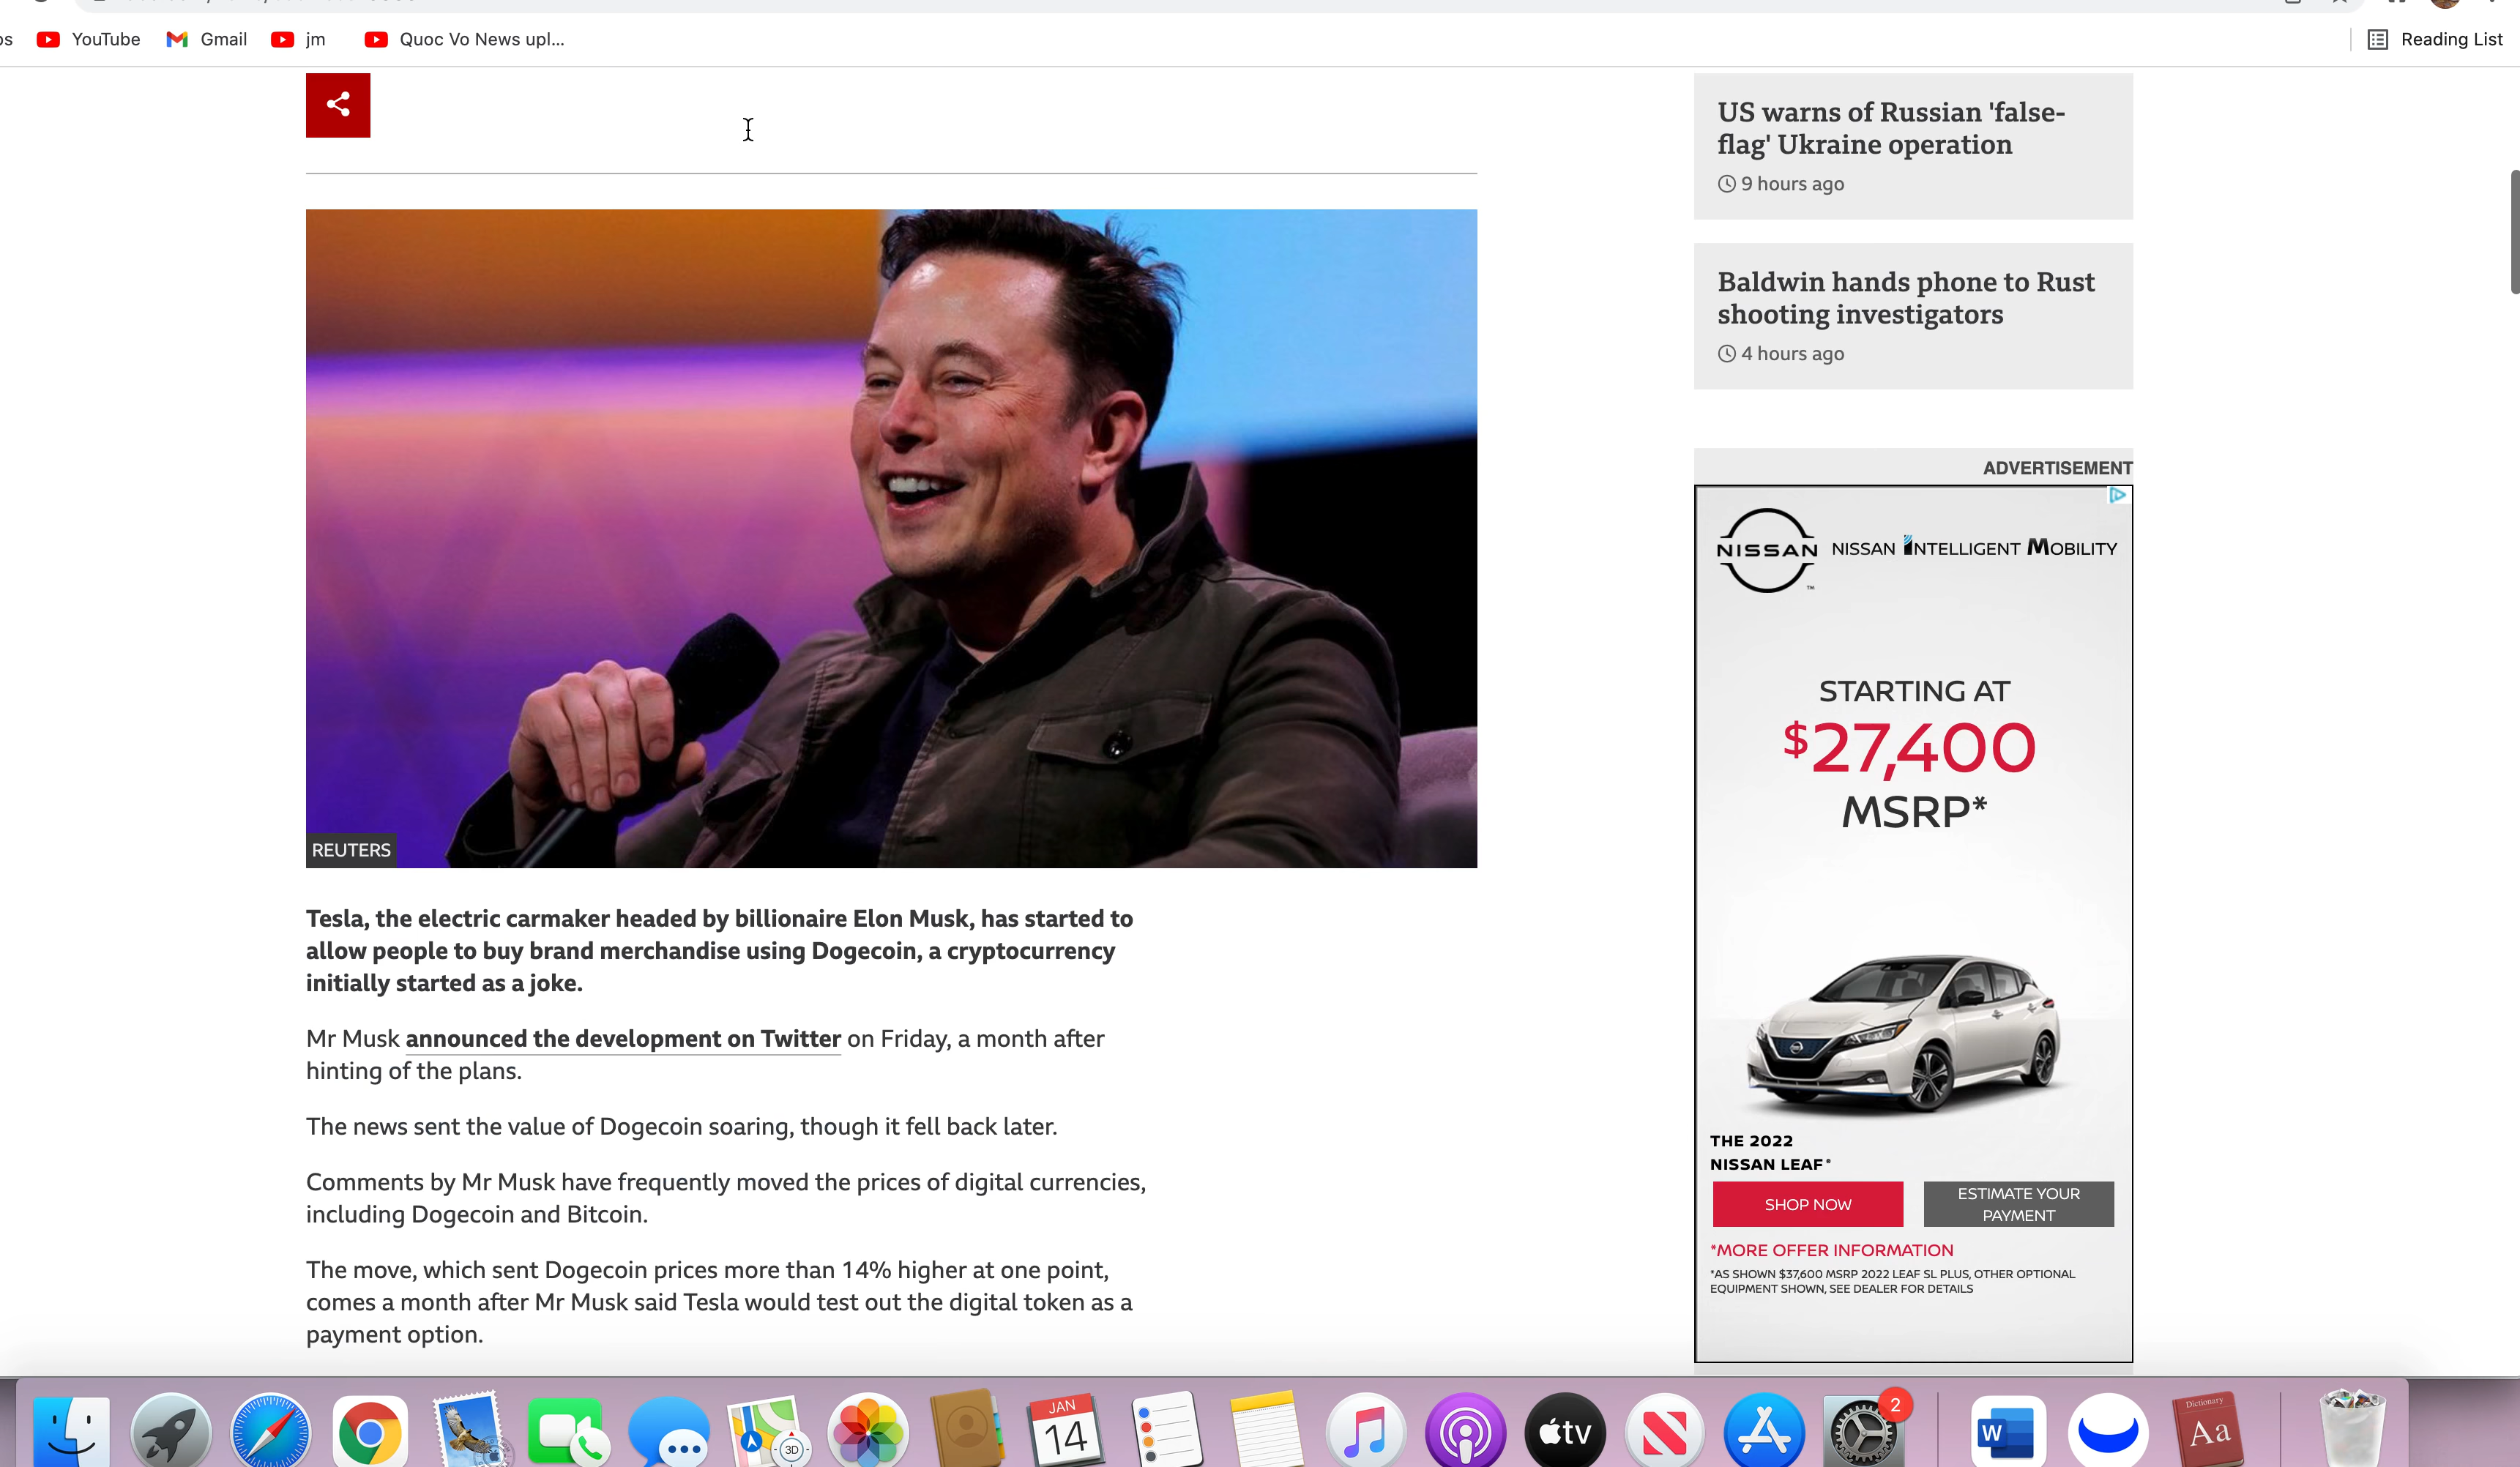 YouTube
Gmail
jm
Quoc Vo News upl...
Reading List
US warns of Russian 'false-
flag' Ukraine operation
9 hours ago
Baldwin hands phone to Rust
shooting investigators
4 hours ago
ADVERTISEMENT
NISSAN
TM
NISSAN INTELLIGENT MOBILITY
STARTING AT
$27,400
MSRP*
THE 2022
NISSAN LEAF®
SHOP NOW
ESTIMATE YOUR
PAYMENT
*MORE OFFER INFORMATION
*AS SHOWN $37,600 MSRP 2022 LEAF SL PLUS, OTHER OPTIONAL
EQUIPMENT SHOWN, SEE DEALER FOR DETAILS
REUTERS
Tesla, the electric carmaker headed by billionaire Elon Musk, has started to
allow people to buy brand merchandise using Dogecoin, a cryptocurrency
initially started as a joke.
Mr Musk announced the development on Twitter on Friday, a month after
hinting of the plans.
The news sent the value of Dogecoin soaring, though it fell back later.
Comments by Mr Musk have frequently moved the prices of digital currencies,
including Dogecoin and Bitcoin.
The move, which sent Dogecoin prices more than 14% higher at one point,
comes a month after Mr Musk said Tesla would test out the digital token as a
payment option.
3D
JAN
14
tv
2
W
Dictionary
Aa